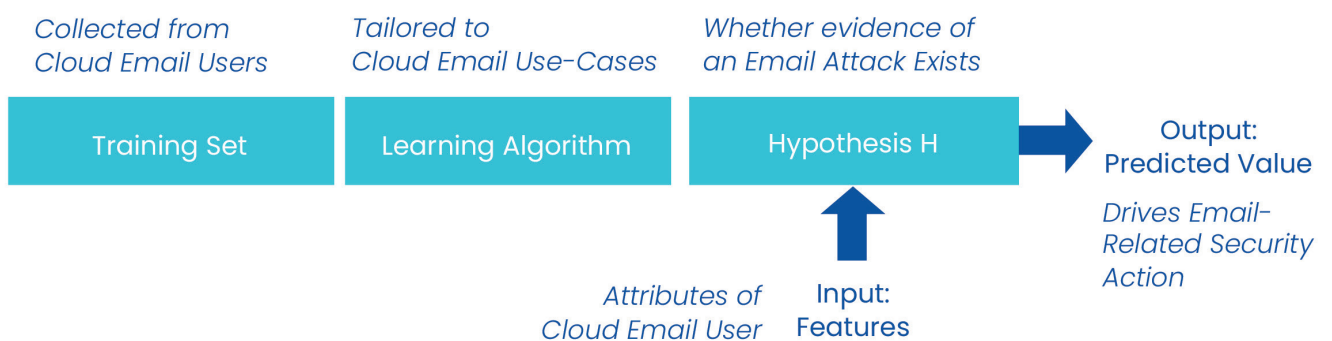 Collected from
Cloud Email Users
Tailored to
Cloud Email Use-Cases
Whether evidence of
an Email Attack Exists
Training Set
Learning Algorithm
Hypothesis H
Output:
Predicted Value
Drives Email-
Related Security
Action
Attributes of
Cloud Email User
Input:
Features